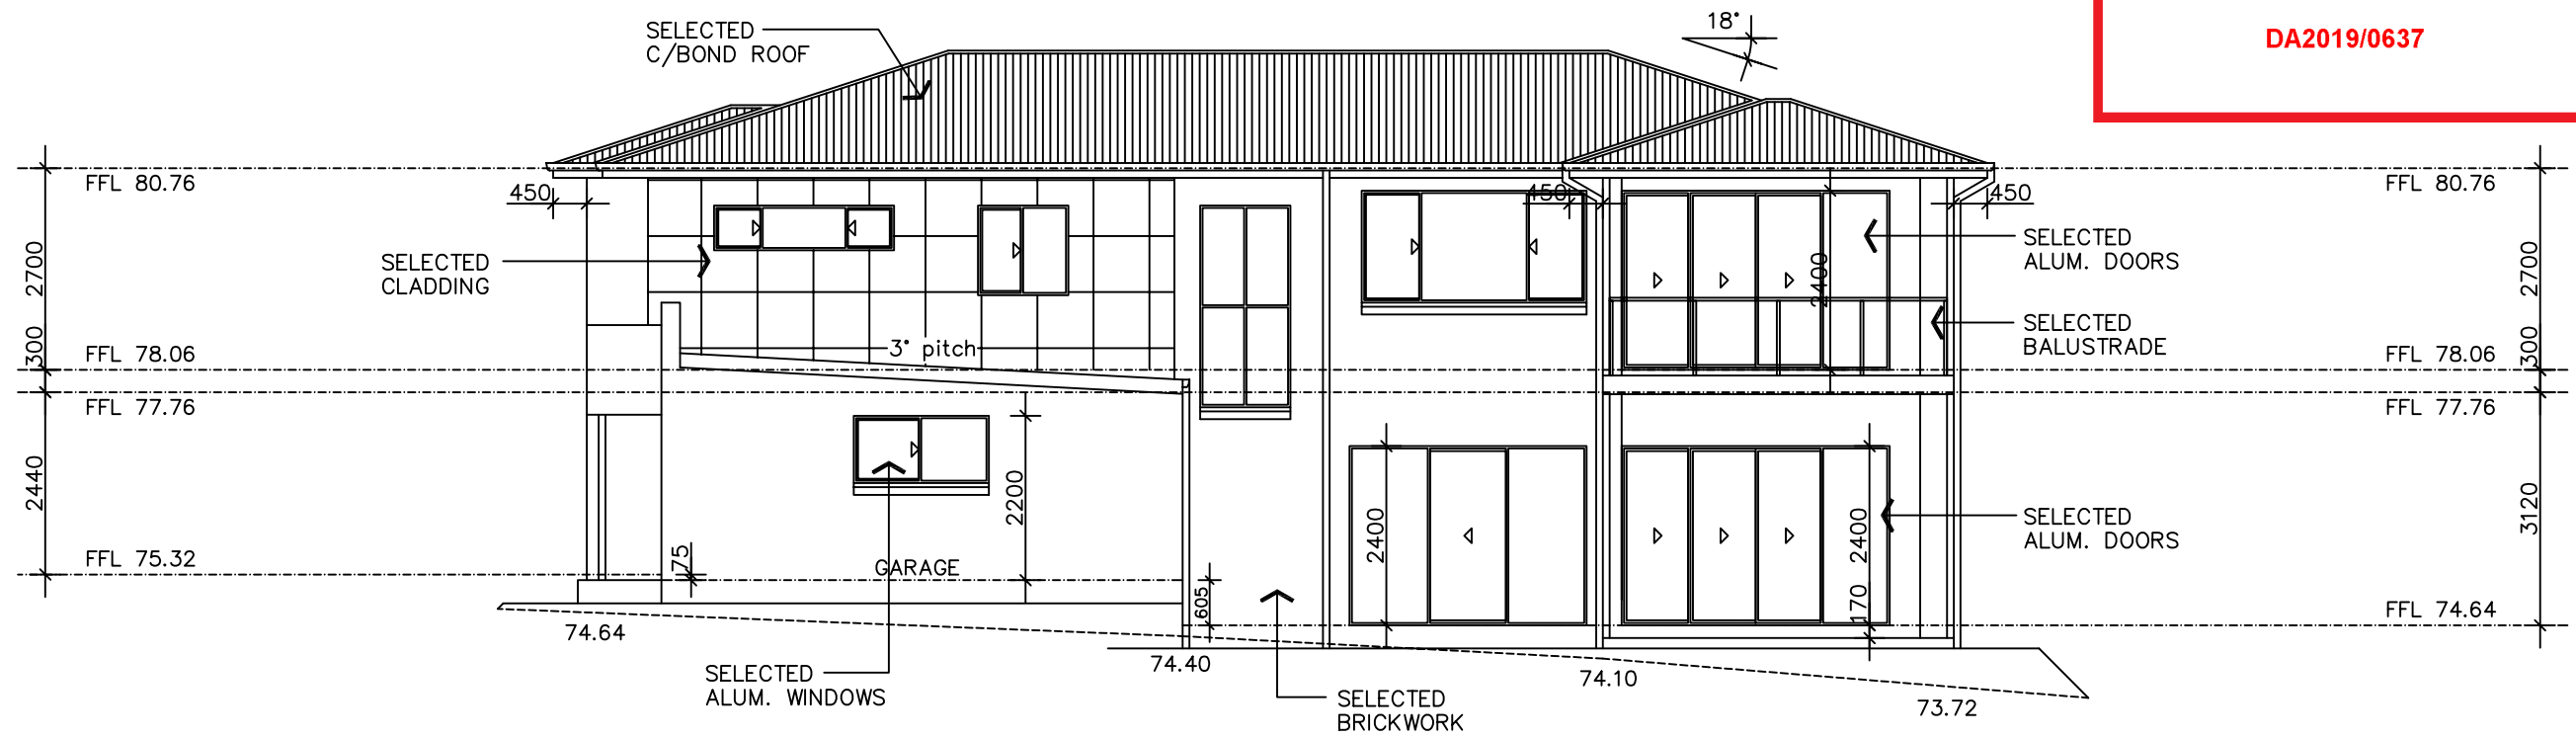 18°
DA2019/0637
SELECTED
C/BOND ROOF
FFL 80.76
450
450
450
FFL 80.76
2700
SELECTED
CLADDING
2400
SELECTED
ALUM. DOORS
2700
300
FFL 78.06
3° pitch
SELECTED
BALUSTRADE
FFL 78.06
300
FFL 77.76
FFL 77.76
2440
2200
2400
2400
SELECTED
ALUM. DOORS
3120
FFL 75.32
75
GARAGE
605
170
FFL 74.64
74.64
74.40
74.10
73.72
SELECTED
ALUM. WINDOWS
SELECTED
BRICKWORK